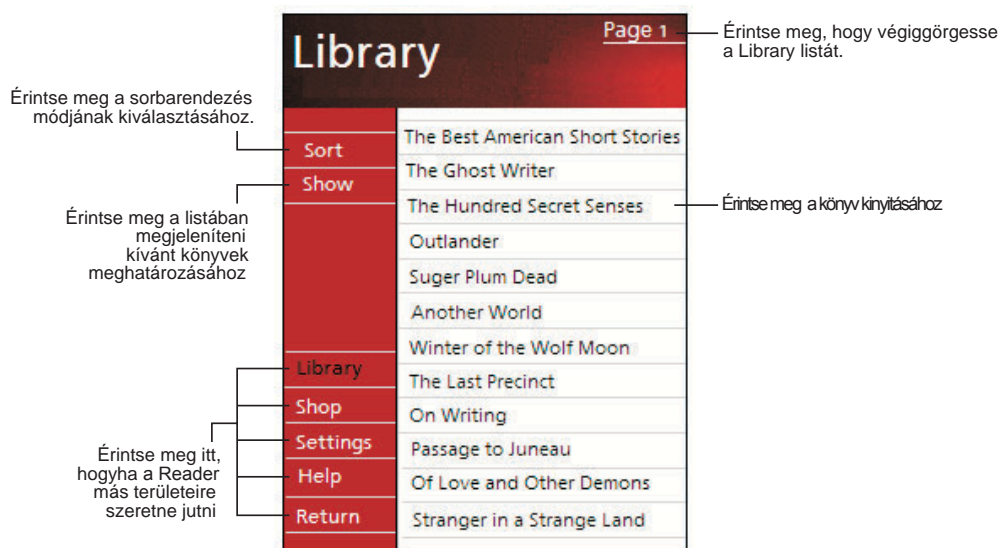 Library
Page 1
Érintse meg, hogy végiggörgesse
a Library listát.
Érintse meg a sorbarendezés
módjának kiválasztásához.
Sort
Show
Érintse meg a listában
megjeleníteni
kívánt könyvek
meghatározásához
The Best American Short Stories
The Ghost Writer
The Hundred Secret Senses
Érintse meg a könyv kinyitásához
Outlander
Suger Plum Dead
Another World
Winter of the Wolf Moon
The Last Precinct
On Writing
Passage to Juneau
Of Love and Other Demons
Stranger in a Strange Land
Library
Shop
Settings
Help
Return
Érintse meg itt,
hogyha a Reader
más területeire
szeretne jutni